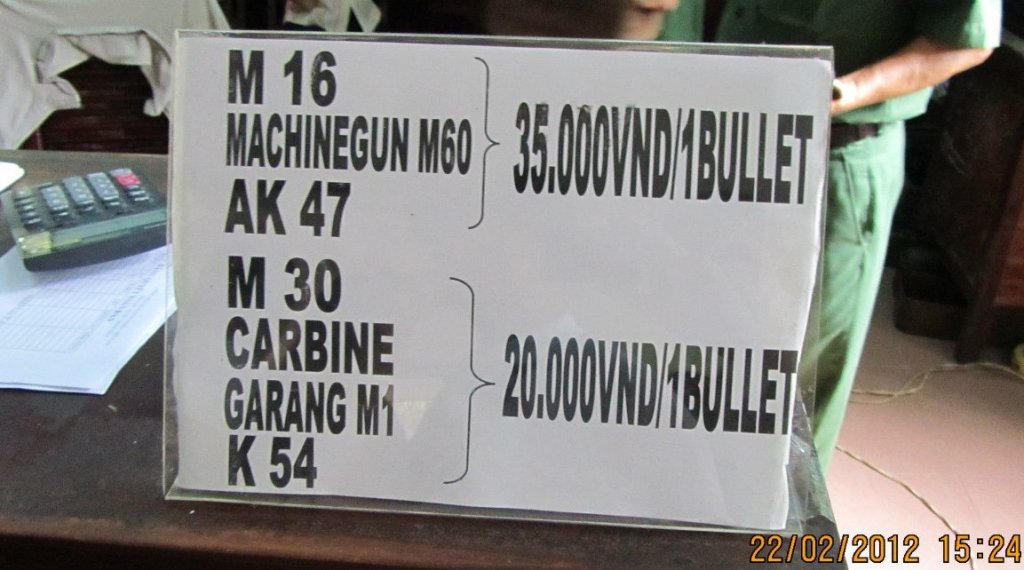 M 16
MACHINEGUN M60
AK 47
35.000VND/1BULLET
M 30
CARBINE
GARANG M1
K 54
20.000VND/1BULLET
22/02/2012 15:24